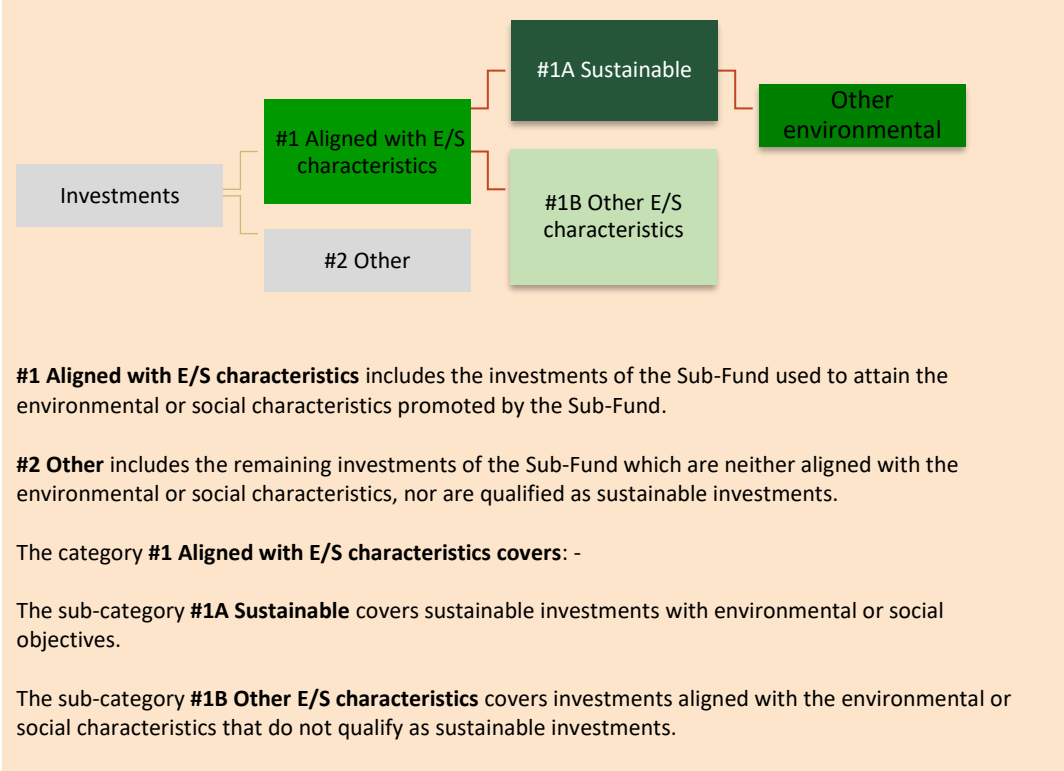 #1A Sustainable
Other
environmental
#1 Aligned with E/S
characteristics
Investments
#1B Other E/S
characteristics
#2 Other
#1 Aligned with E/S characteristics includes the investments of the Sub-Fund used to attain the
environmental or social characteristics promoted by the Sub-Fund.
#2 Other includes the remaining investments of the Sub-Fund which are neither aligned with the
environmental or social characteristics, nor are qualified as sustainable investments.
The category #1 Aligned with E/S characteristics covers: -
The sub-category #1A Sustainable covers sustainable investments with environmental or social
objectives.
The sub-category #1B Other E/S characteristics covers investments aligned with the environmental or
social characteristics that do not qualify as sustainable investments.